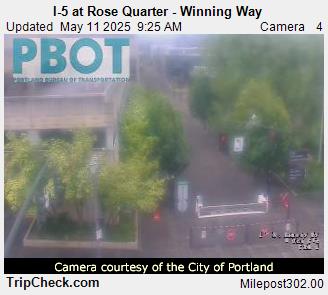 I-5 at Rose Quarter - Winning Way
Updated May 11 2025 9:25 AM Camera 4
PBOT
PORTLAND BUREAU OF TRANSPORTATION
Camera courtesy of the City of Portland
TripCheck.com Milepost302.00